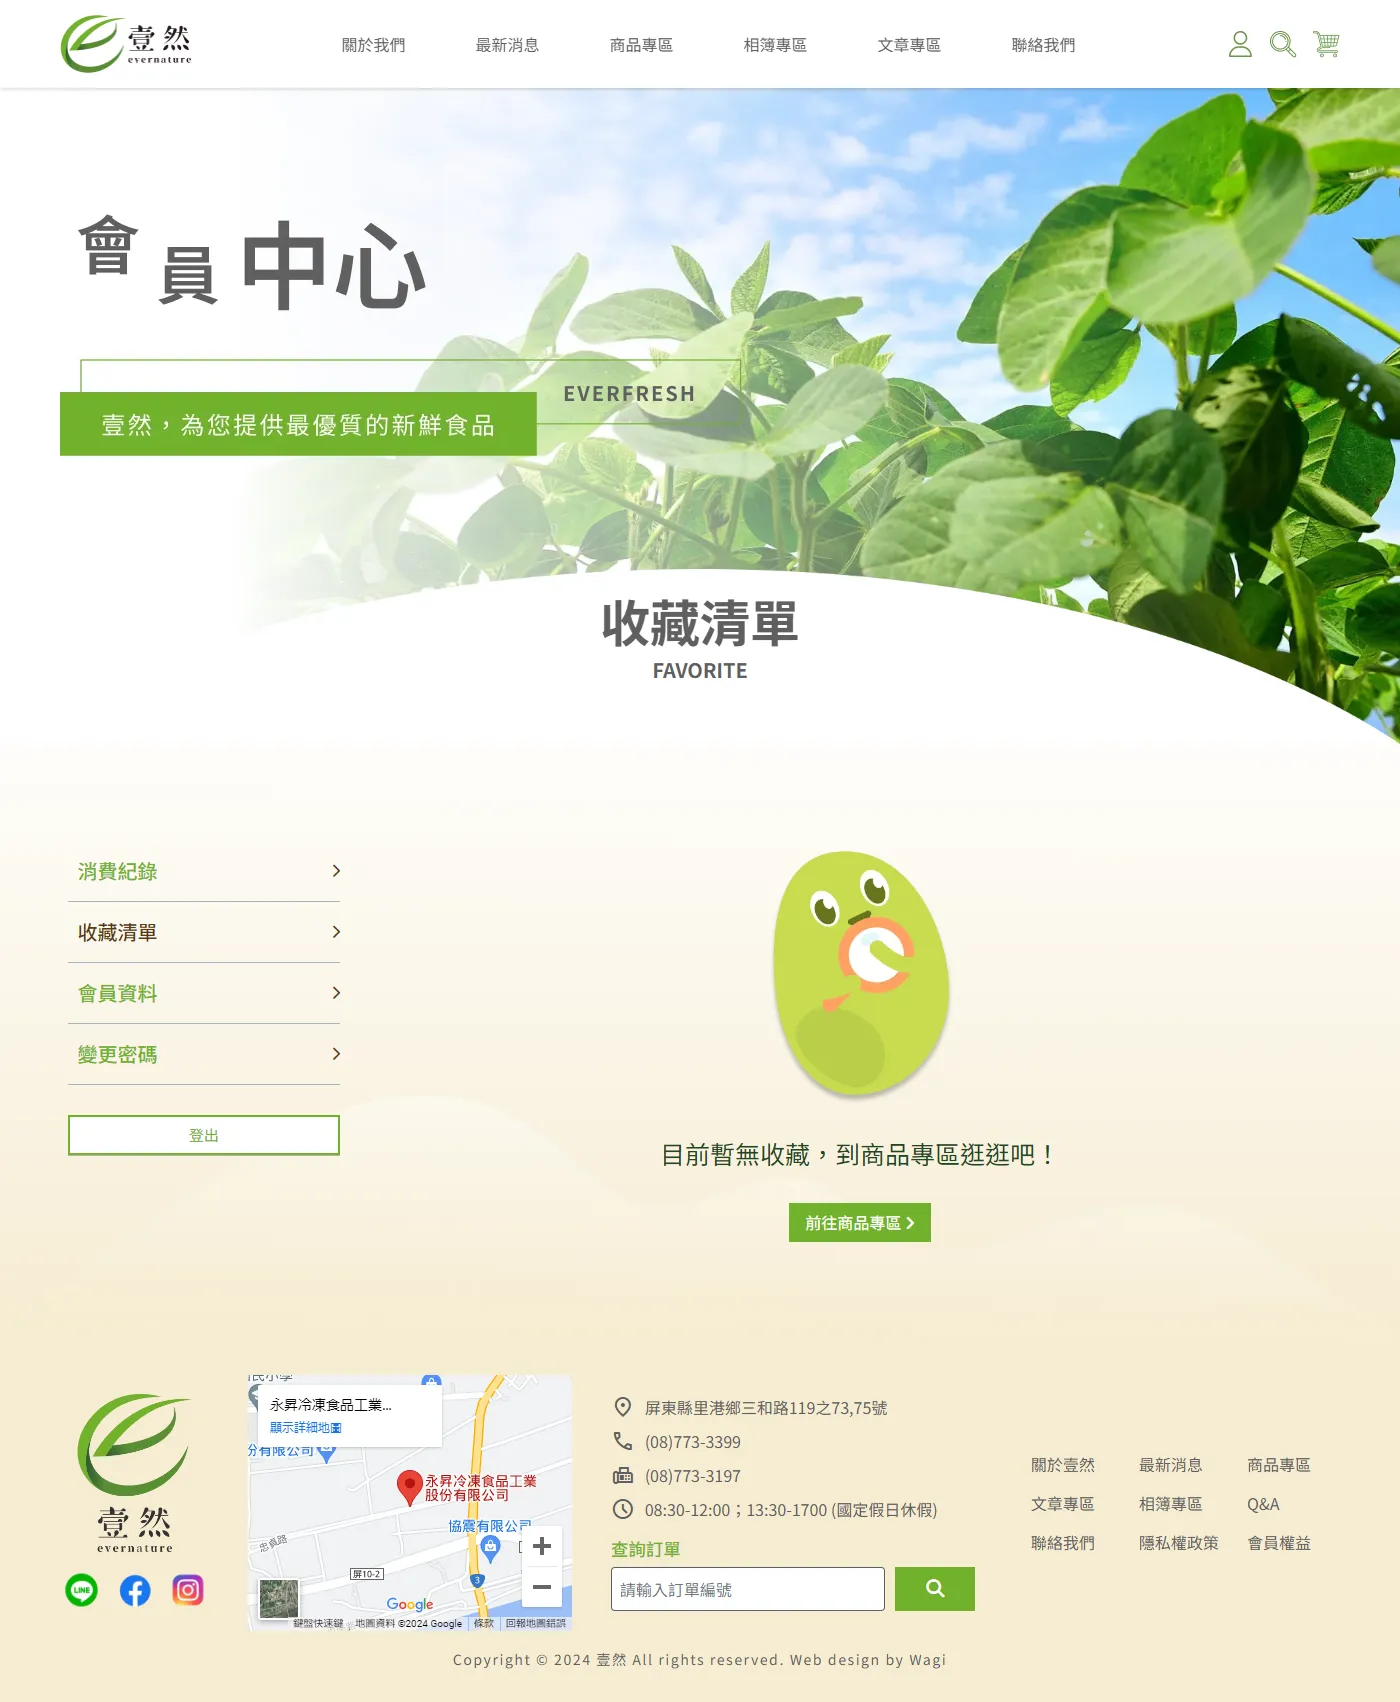 壹然
evernature
關於我們
最新消息
商品專區
相簿專區
文章專區
聯絡我們
會員中心
EVERFRESH
壹然，為您提供最優質的新鮮食品
收藏清單
FAVORITE
消費紀錄
收藏清單
會員資料
變更密碼
登出
目前暫無收藏，到商品專區逛逛吧！
前往商品專區
壹然
evernature
LINE
永昇冷凍食品工業...
顯示詳細地圖
份有限公司
永昇冷凍食品工業
股份有限公司
協震有限公司
忠貞路
屏10-2
3
Google
鍵盤快速鍵
地圖資料 ©2024 Google
條款
回報地圖錯誤
屏東縣里港鄉三和路119之73,75號
(08)773-3399
(08)773-3197
08:30-12:00；13:30-1700 (國定假日休假)
查詢訂單
請輸入訂單編號
關於壹然
最新消息
商品專區
文章專區
相簿專區
Q&A
聯絡我們
隱私權政策
會員權益
Copyright © 2024 壹然 All rights reserved. Web design by Wagi